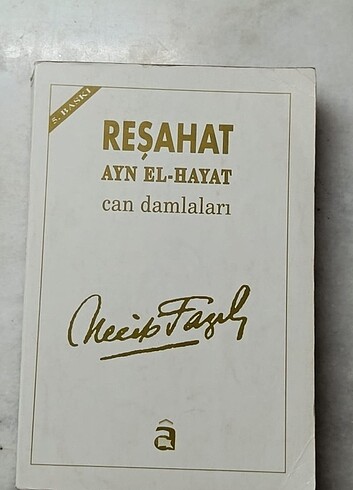 5. BASKI
REŞAHAT
AYN EL-HAYAT
can damlaları
Necip Fazıl
â